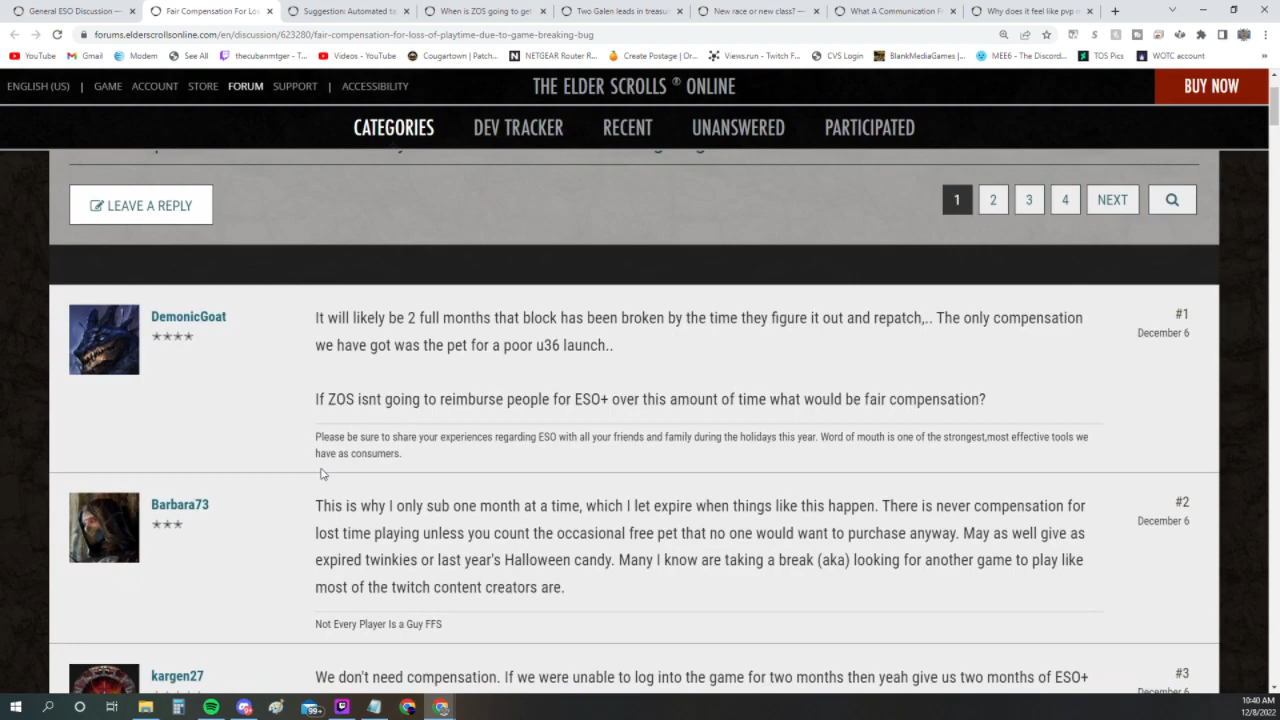 General ESO Discussion —
Fair Compensation For Lo
Suggestion: Automated ta
When is ZOS going to get
Two Galen leads in treasu
New race or new class? —
What A Communication F
Why does it feel like pvp
forums.elderscrollsonline.com/en/discussion/623280/fair-compensation-for-loss-of-playtime-due-to-game-breaking-bug
YouTube
Gmail
Modem
See All
thecubanmtger - T...
Videos - YouTube
Cougartown | Patch...
NETGEAR Router R...
Create Postage | Or...
Views.run - Twitch F...
CVS Login
BlankMediaGames |...
MEE6 - The Discord...
TOS Pics
WOTC account
»
ENGLISH (US) | GAME ACCOUNT STORE FORUM SUPPORT | ACCESSIBILITY
THE ELDER SCROLLS ® ONLINE
BUY NOW
CATEGORIES DEV TRACKER RECENT UNANSWERED PARTICIPATED
LEAVE A REPLY
1 2 3 4 NEXT
DemonicGoat
It will likely be 2 full months that block has been broken by the time they figure it out and repatch,.. The only compensation
we have got was the pet for a poor u36 launch..
#1
December 6
If ZOS isnt going to reimburse people for ESO+ over this amount of time what would be fair compensation?
Please be sure to share your experiences regarding ESO with all your friends and family during the holidays this year. Word of mouth is one of the strongest,most effective tools we
have as consumers.
Barbara73
This is why I only sub one month at a time, which I let expire when things like this happen. There is never compensation for
lost time playing unless you count the occasional free pet that no one would want to purchase anyway. May as well give as
expired twinkies or last year's Halloween candy. Many I know are taking a break (aka) looking for another game to play like
most of the twitch content creators are.
#2
December 6
Not Every Player Is a Guy FFS
kargen27
We don't need compensation. If we were unable to log into the game for two months then yeah give us two months of ESO+
#3
December 6
99+
10:40 AM
12/8/2022